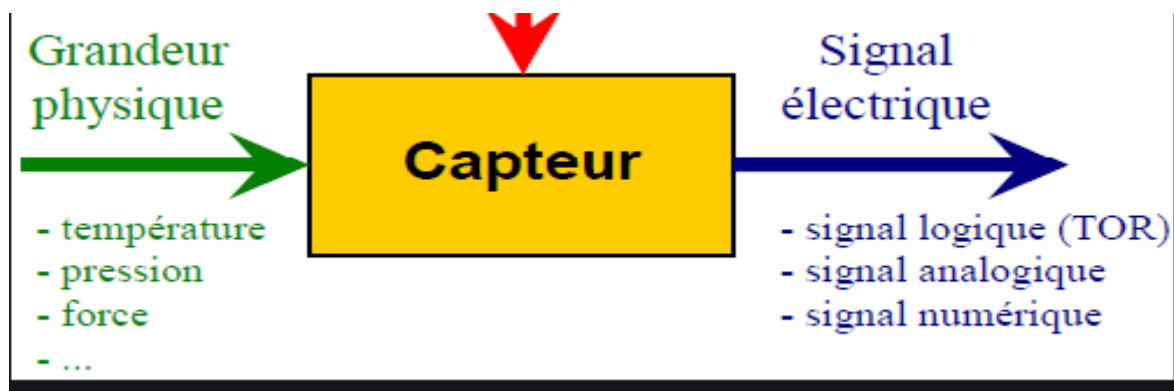 Grandeur
physique
- température
- pression
- force
- ...
Capteur
Signal
électrique
- signal logique (TOR)
- signal analogique
- signal numérique